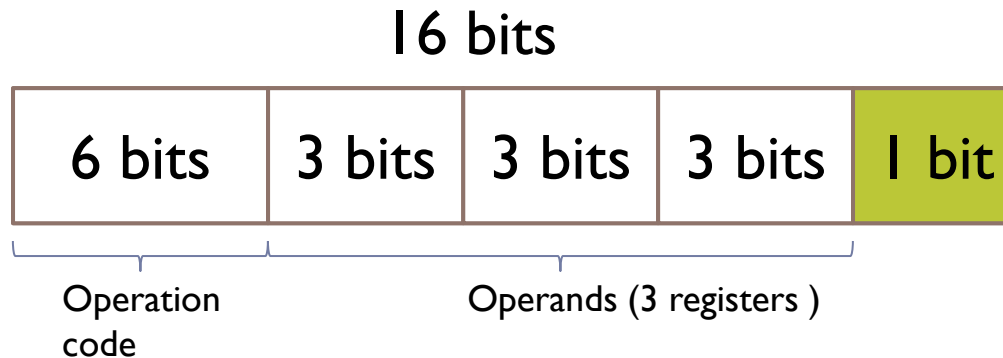 16 bits
6 bits 3 bits 3 bits 3 bits 1 bit
Operation Operands (3 registers )
code